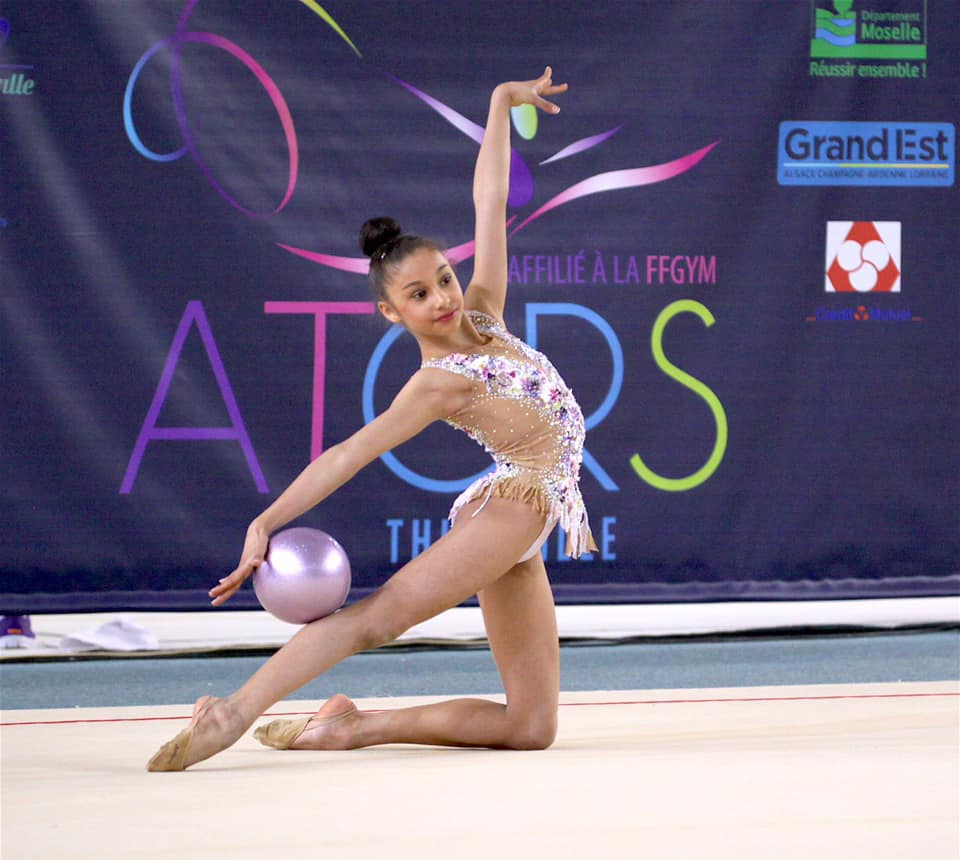 Département
Moselle
Réussir ensemble !
Grand Est
ALSACE CHAMPAGNE-ARDENNE LORRAINE
AFFILIÉ À LA FFGYM
ATORS
Crédit Mutuel